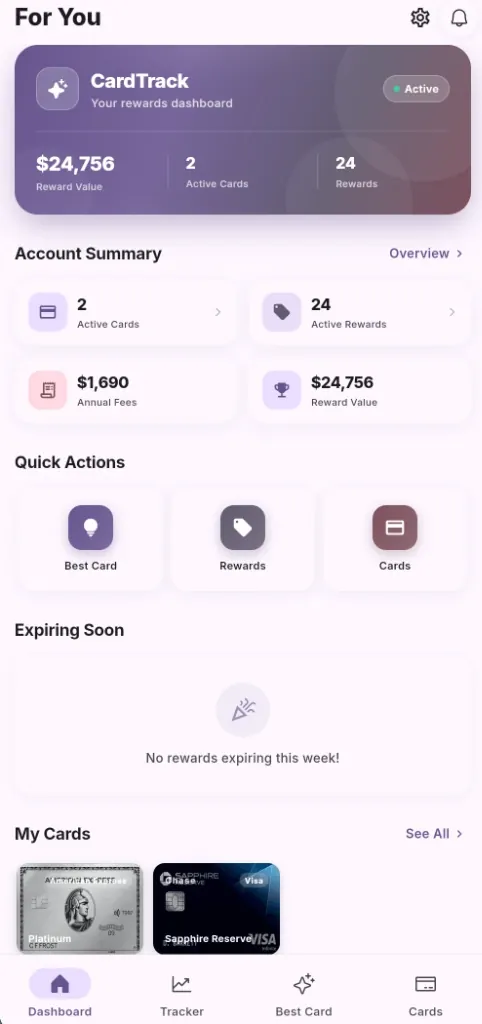 For You
CardTrack
Your rewards dashboard
Active
$24,756
Reward Value
2
Active Cards
24
Rewards
Account Summary
Overview
2
Active Cards
24
Active Rewards
$1,690
Annual Fees
$24,756
Reward Value
Quick Actions
Best Card
Rewards
Cards
Expiring Soon
No rewards expiring this week!
My Cards
See All
Platinum
C F FROST
SAPPHIRE
Chase
Visa
Sapphire Reserve
VISA
Dashboard
Tracker
Best Card
Cards